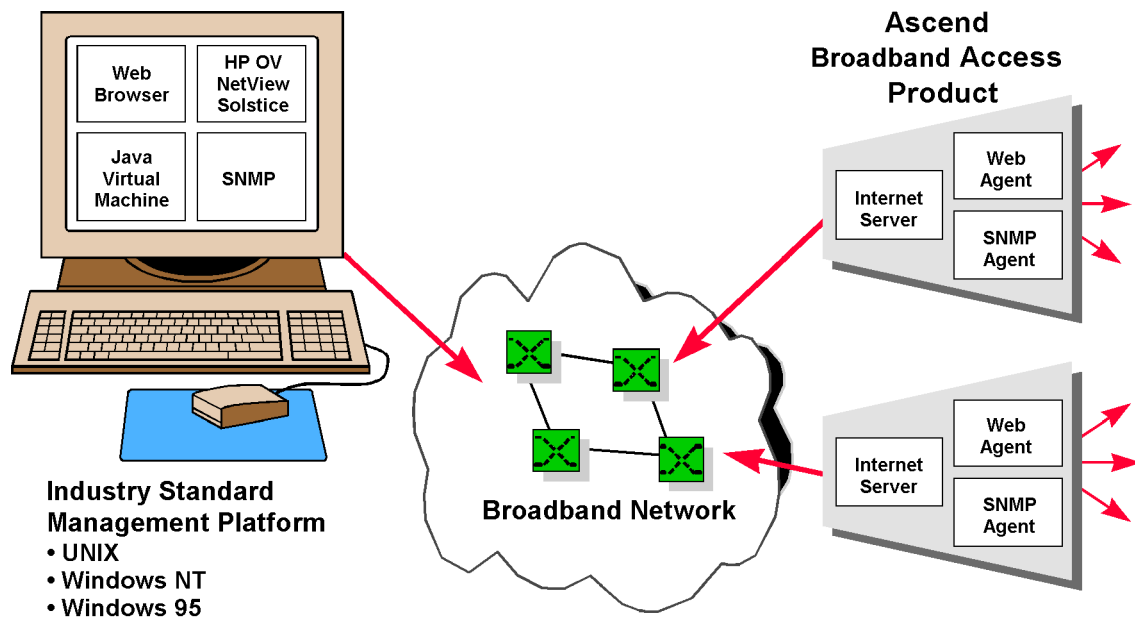 Web
Browser
HP OV
NetView
Solstice
Java
Virtual
Machine
SNMP
Industry Standard
Management Platform
• UNIX
• Windows NT
• Windows 95
Broadband Network
Ascend
Broadband Access
Product
Internet
Server
Web
Agent
SNMP
Agent
Internet
Server
Web
Agent
SNMP
Agent